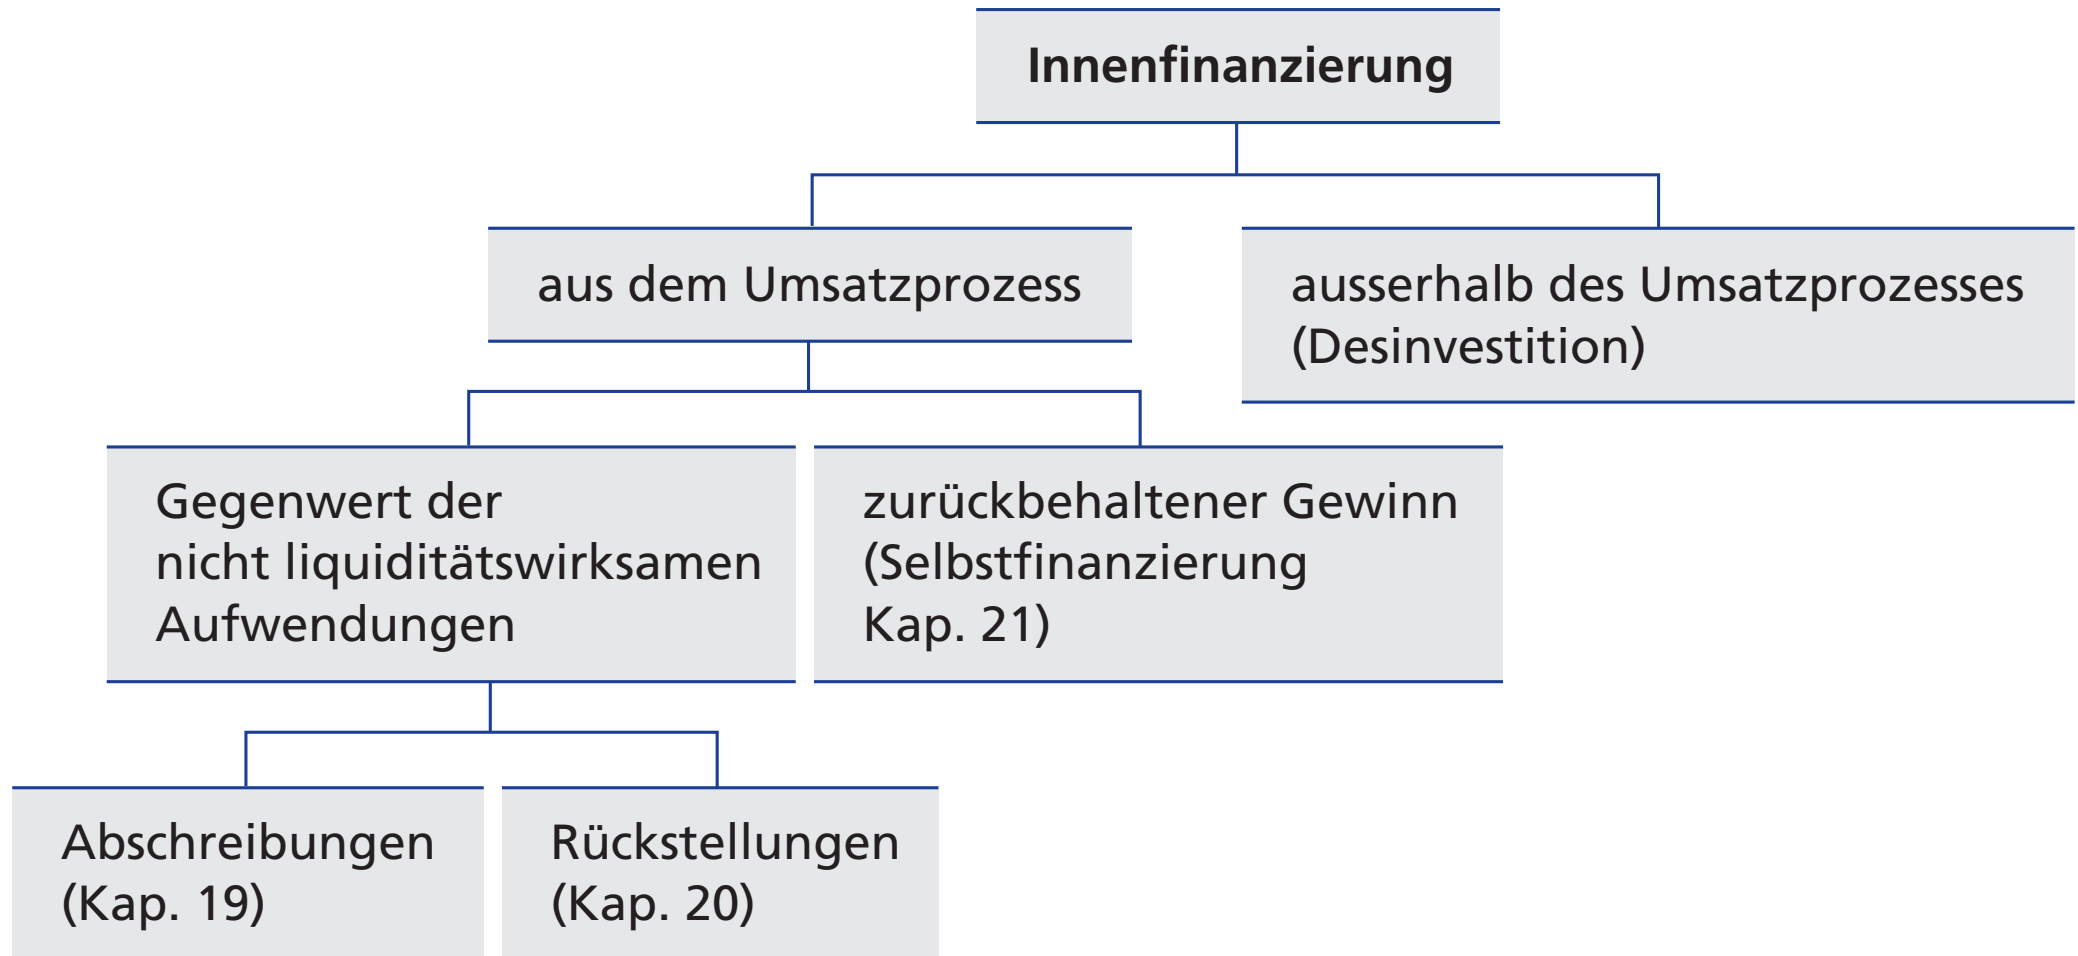 Innenfinanzierung
aus dem Umsatzprozess
ausserhalb des Umsatzprozesses
(Desinvestition)
Gegenwert der
nicht liquiditätswirksamen
Aufwendungen
zurückbehaltener Gewinn
(Selbstfinanzierung
Kap. 21)
Abschreibungen
(Kap. 19)
Rückstellungen
(Kap. 20)